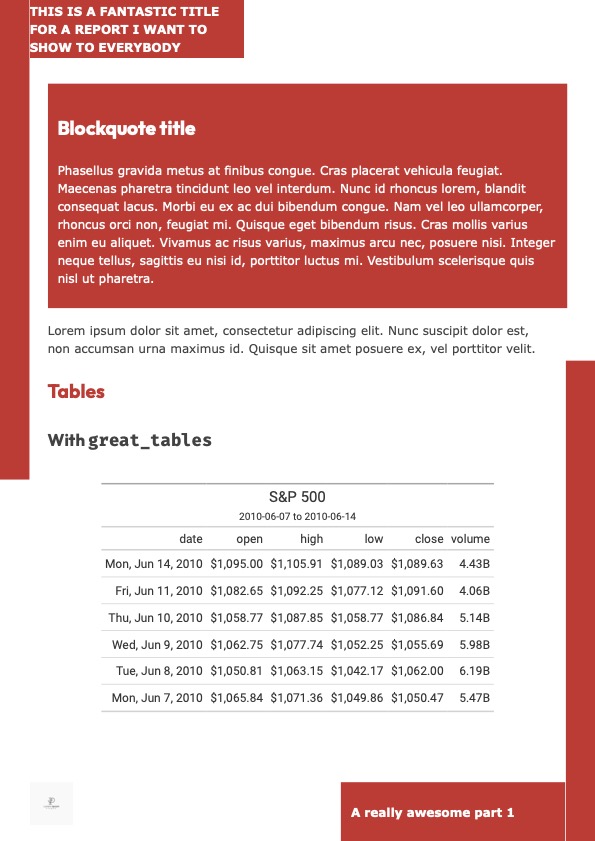 THIS IS A FANTASTIC TITLE
FOR A REPORT I WANT TO
SHOW TO EVERYBODY
Blockquote title
Phasellus gravida metus at finibus congue. Cras placerat vehicula feugiat.
Maecenas pharetra tincidunt leo vel interdum. Nunc id rhoncus lorem, blandit
consequat lacus. Morbi eu ex ac dui bibendum congue. Nam vel leo ullamcorper,
rhoncus orci non, feugiat mi. Quisque eget bibendum risus. Cras mollis varius
enim eu aliquet. Vivamus ac risus varius, maximus arcu nec, posuere nisi. Integer
neque tellus, sagittis eu nisi id, porttitor luctus mi. Vestibulum scelerisque quis
nisl ut pharetra.
Lorem ipsum dolor sit amet, consectetur adipiscing elit. Nunc suscipit dolor est,
non accumsan urna maximus id. Quisque sit amet posuere ex, vel porttitor velit.
Tables
With great_tables
S&P 500
2010-06-07 to 2010-06-14
date open high low close volume
Mon, Jun 14, 2010 $1,095.00 $1,105.91 $1,089.03 $1,089.63 4.43B
Fri, Jun 11, 2010 $1,082.65 $1,092.25 $1,077.12 $1,091.60 4.06B
Thu, Jun 10, 2010 $1,058.77 $1,087.85 $1,058.77 $1,086.84 5.14B
Wed, Jun 9, 2010 $1,062.75 $1,077.74 $1,052.25 $1,055.69 5.98B
Tue, Jun 8, 2010 $1,050.81 $1,063.15 $1,042.17 $1,062.00 6.19B
Mon, Jun 7, 2010 $1,065.84 $1,071.36 $1,049.86 $1,050.47 5.47B
A really awesome part 1